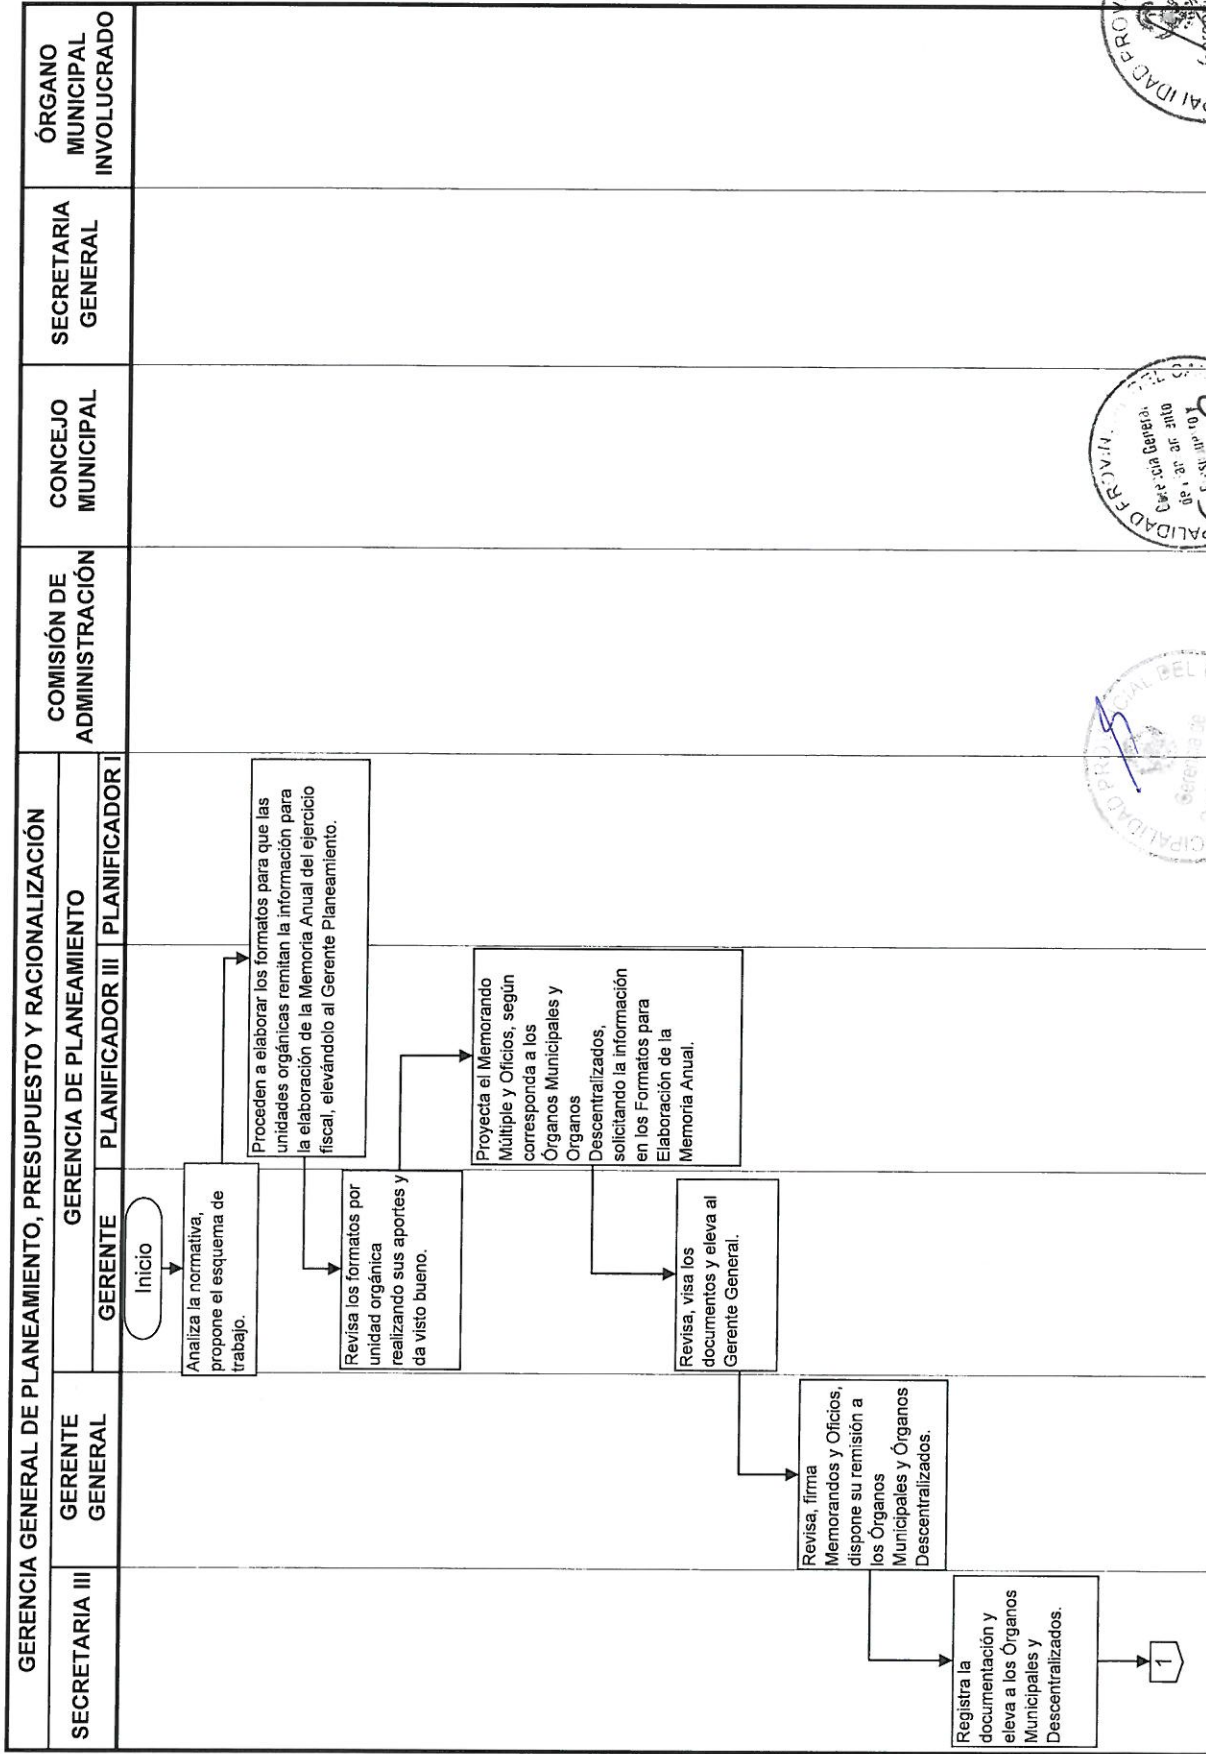 GERENCIA GENERAL DE PLANEAMIENTO, PRESUPUESTO Y RACIONALIZACIÓN
SECRETARIA III
GERENTE
GENERAL
GERENCIA DE PLANEAMIENTO
GERENTE
PLANIFICADOR III
PLANIFICADOR I
COMISIÓN DE
ADMINISTRACIÓN
CONCEJO
MUNICIPAL
SECRETARIA
GENERAL
ÓRGANO
MUNICIPAL
INVOLUCRADO
Inicio
Analiza la normativa,
propone el esquema de
trabajo.
Proceden a elaborar los formatos para que las
unidades orgánicas remitan la información para
la elaboración de la Memoria Anual del ejercicio
fiscal, elevándolo al Gerente Planeamiento.
Revisa los formatos por
unidad orgánica
realizando sus aportes y
da visto bueno.
Proyecta el Memorando
Múltiple y Oficios, según
corresponda a los
Órganos Municipales y
Organos
Descentralizados,
solicitando la información
en los Formatos para
Elaboración de la
Memoria Anual.
Revisa, visa los
documentos y eleva al
Gerente General.
Revisa, firma
Memorandos y Oficios,
dispone su remisión a
los Órganos
Municipales y Órganos
Descentralizados.
Registra la
documentación y
eleva a los Órganos
Municipales y
Descentralizados.
1
DEL
Gerencia de
General